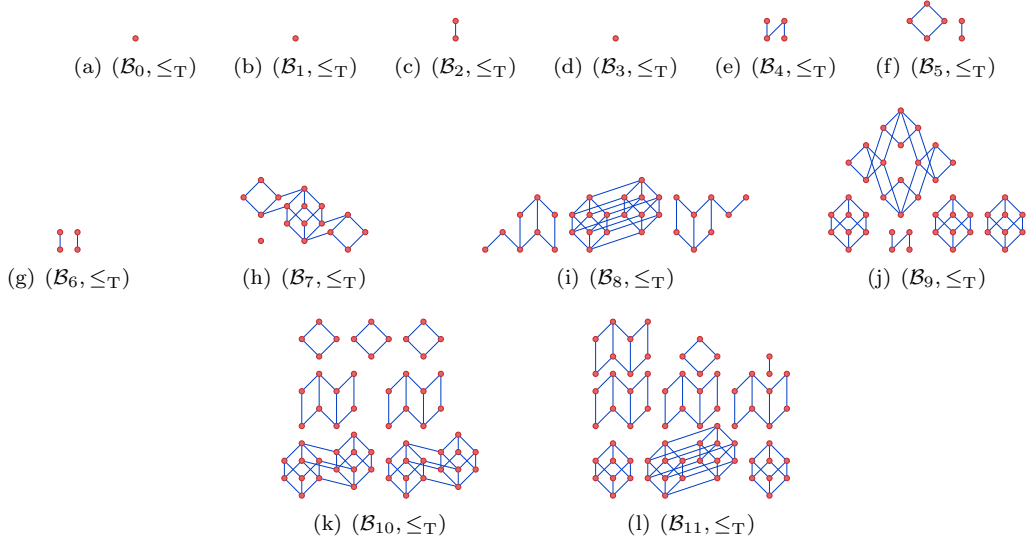 (a) (ℬ₀, ≤_T) (b) (ℬ₁, ≤_T) (c) (ℬ₂, ≤_T) (d) (ℬ₃, ≤_T) (e) (ℬ₄, ≤_T) (f) (ℬ₅, ≤_T)
(g) (ℬ₆, ≤_T) (h) (ℬ₇, ≤_T) (i) (ℬ₈, ≤_T) (j) (ℬ₉, ≤_T)
(k) (ℬ₁₀, ≤_T) (l) (ℬ₁₁, ≤_T)